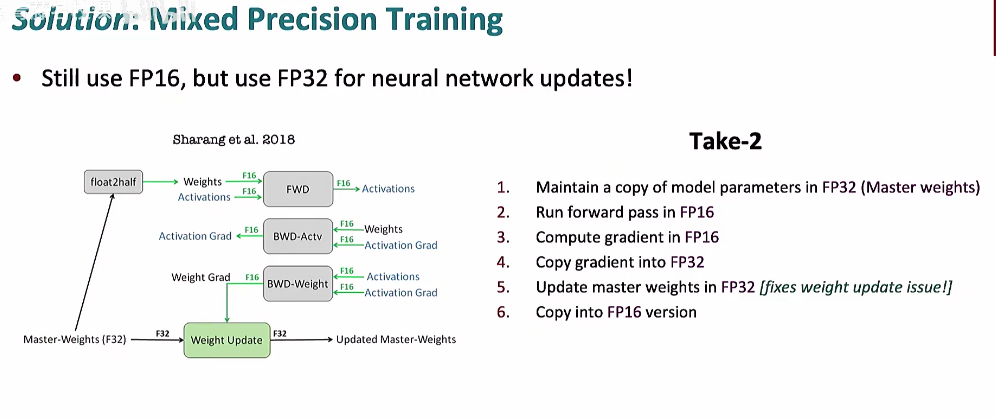 Solution: Mixed Precision Training
• Still use FP16, but use FP32 for neural network updates!
Sharang et al. 2018
float2half
Weights
F16
Activations
F16
FWD
F16
Activations
Activation Grad
F16
BWD-Actv
F16
Weights
F16
Activation Grad
Weight Grad
F16
BWD-Weight
F16
Activations
F16
Activation Grad
Master-Weights (F32)
F32
Weight Update
F32
Updated Master-Weights
Take-2
1. Maintain a copy of model parameters in FP32 (Master weights)
2. Run forward pass in FP16
3. Compute gradient in FP16
4. Copy gradient into FP32
5. Update master weights in FP32 [fixes weight update issue!]
6. Copy into FP16 version